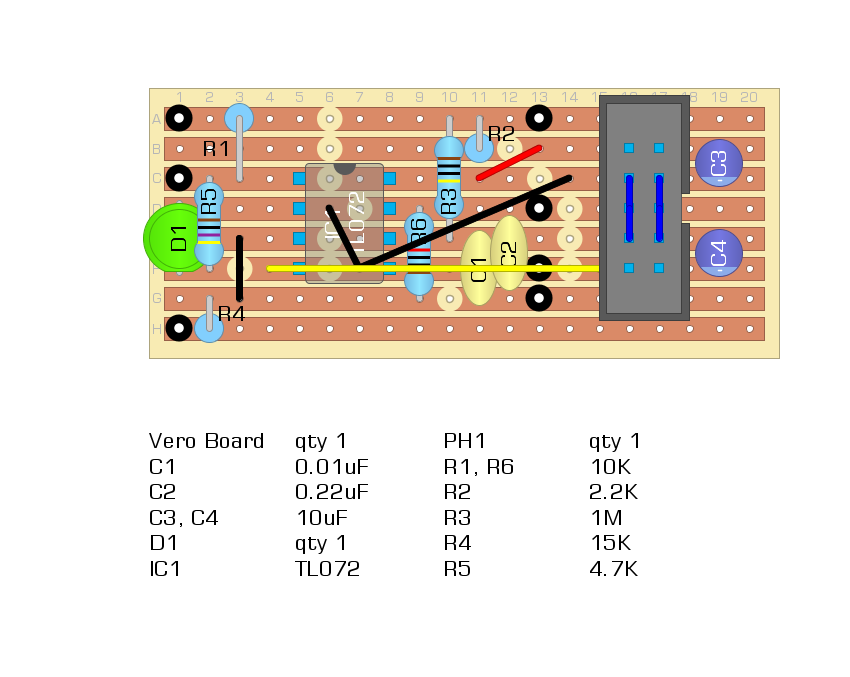 1 2 3 4 5 6 7 8 9 10 11 12 13 14 15 16 17 18 19 20
A
B
C
D
E
F
G
H
R1
R2
R5
R3
R6
D1
IC1
TL072
C1
C2
C3
C4
R4
Vero Board qty 1 PH1 qty 1
C1 0.01uF R1, R6 10K
C2 0.22uF R2 2.2K
C3, C4 10uF R3 1M
D1 qty 1 R4 15K
IC1 TL072 R5 4.7K